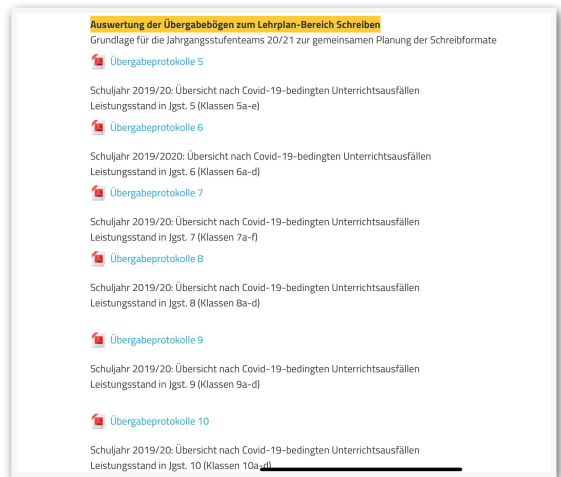 Auswertung der Übergabebögen zum Lehrplan-Bereich Schreiben
Grundlage für die Jahrgangsstufenteams 20/21 zur gemeinsamen Planung der Schreibformate
Übergabeprotokolle 5
Schuljahr 2019/20: Übersicht nach Covid-19-bedingten Unterrichtsausfällen
Leistungsstand in Jgst. 5 (Klassen 5a-e)
Übergabeprotokolle 6
Schuljahr 2019/2020: Übersicht nach Covid-19-bedingten Unterrichtsausfällen
Leistungsstand in Jgst. 6 (Klassen 6a-d)
Übergabeprotokolle 7
Schuljahr 2019/20: Übersicht nach Covid-19-bedingten Unterrichtsausfällen
Leistungsstand in Jgst. 7 (Klassen 7a-f)
Übergabeprotokolle 8
Schuljahr 2019/20: Übersicht nach Covid-19-bedingten Unterrichtsausfällen
Leistungsstand in Jgst. 8 (Klassen 8a-d)
Übergabeprotokolle 9
Schuljahr 2019/20: Übersicht nach Covid-19-bedingten Unterrichtsausfällen
Leistungsstand in Jgst. 9 (Klassen 9a-d)
Übergabeprotokolle 10
Schuljahr 2019/20: Übersicht nach Covid-19-bedingten Unterrichtsausfällen
Leistungsstand in Jgst. 10 (Klassen 10a-d)